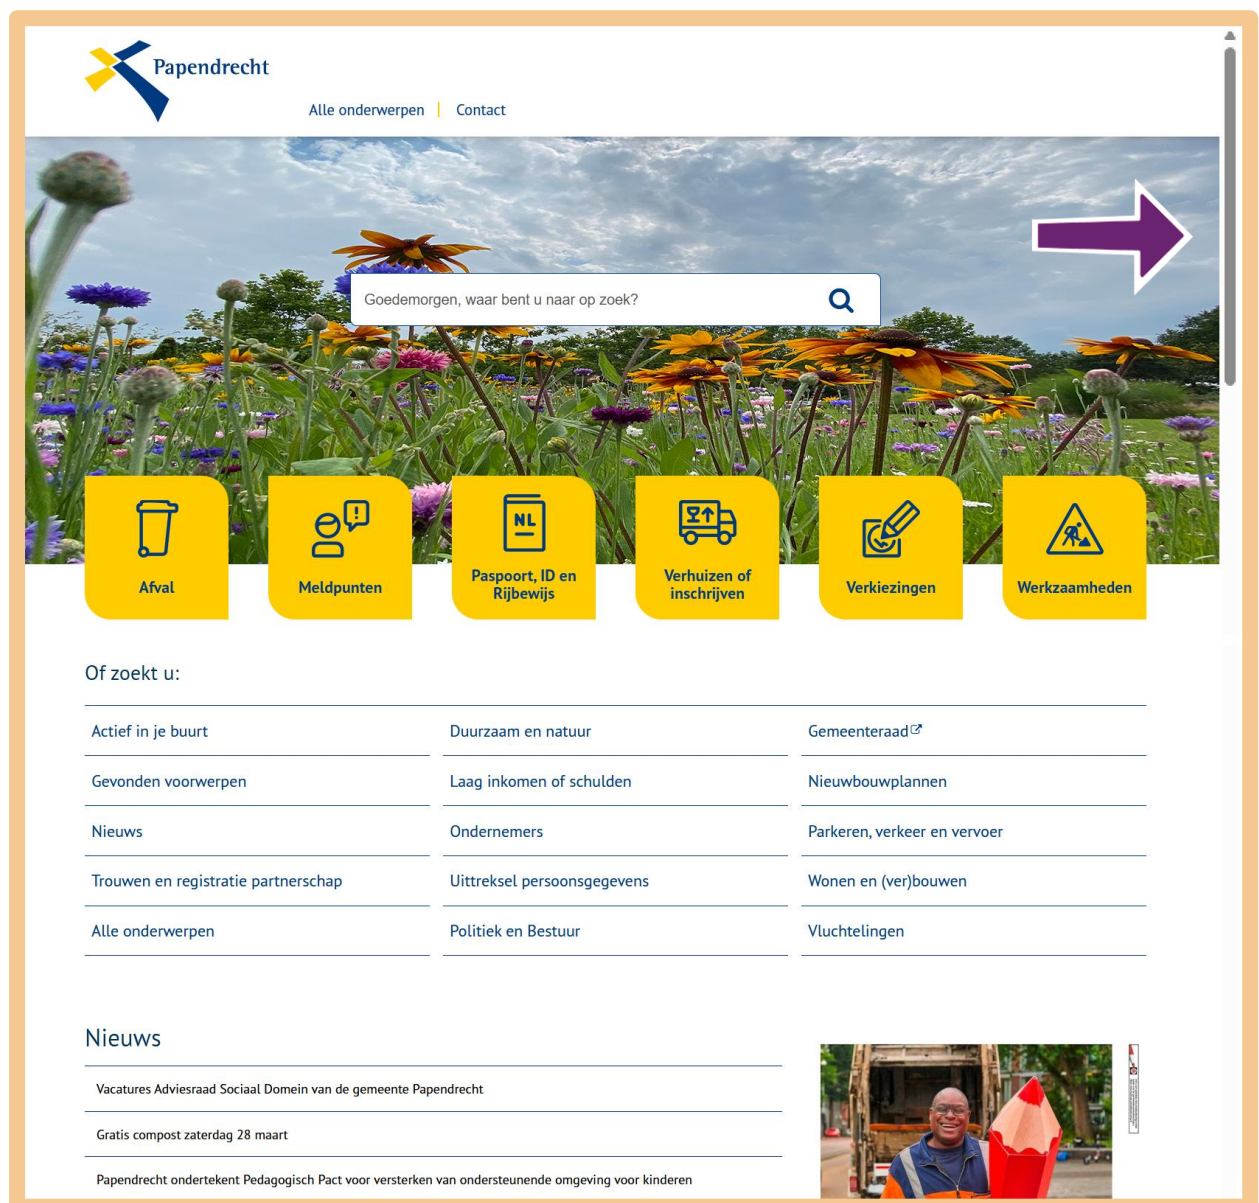 Papendrecht
Alle onderwerpen | Contact
Goedemorgen, waar bent u naar op zoek?
Afval
Meldpunten
NL
Paspoort, ID en
Rijbewijs
Verhuizen of
inschrijven
Verkiezingen
Werkzaamheden
Of zoekt u:
Actief in je buurt
Duurzaam en natuur
Gemeenteraad
Gevonden voorwerpen
Laag inkomen of schulden
Nieuwbouwplannen
Nieuws
Ondernemers
Parkeren, verkeer en vervoer
Trouwen en registratie partnerschap
Uittreksel persoonsgegevens
Wonen en (ver)bouwen
Alle onderwerpen
Politiek en Bestuur
Vluchtelingen
Nieuws
Vacatures Adviesraad Sociaal Domein van de gemeente Papendrecht
Gratis compost zaterdag 28 maart
Papendrecht ondertekent Pedagogisch Pact voor versterken van ondersteunende omgeving voor kinderen